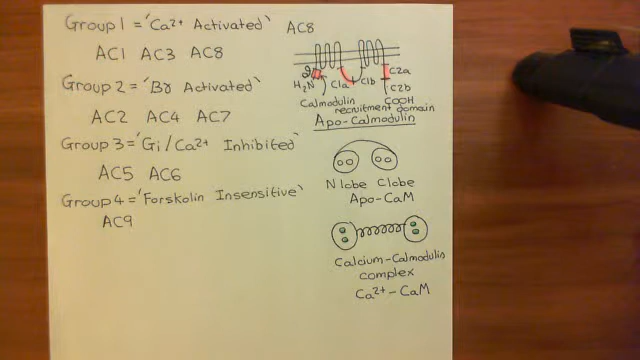 Group 1 = 'Ca²⁺ Activated'
AC1 AC3 AC8
Group 2 = 'βγ Activated'
AC2 AC4 AC7
Group 3 = 'Gi/Ca²⁺ Inhibited'
AC5 AC6
Group 4 = 'Forskolin Insensitive'
AC9
AC8
H₂N C1a C1b C2a
C2b
COOH
Calmodulin
recruitment domain
Apo-Calmodulin
N lobe C lobe
Apo-CaM
Calcium-Calmodulin
complex
Ca²⁺-CaM